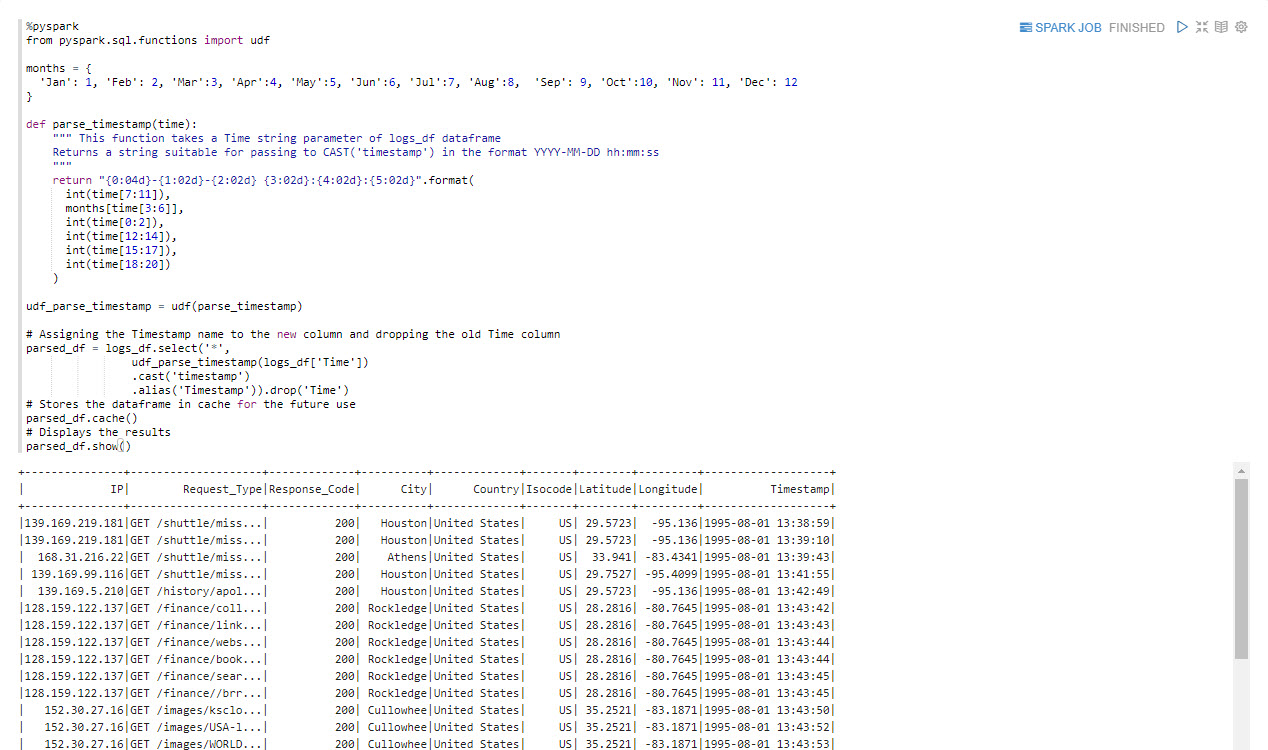 %pyspark
SPARK JOB FINISHED
from pyspark.sql.functions import udf
months = {
'Jan': 1, 'Feb': 2, 'Mar':3, 'Apr':4, 'May':5, 'Jun':6, 'Jul':7, 'Aug':8,  'Sep': 9, 'Oct':10, 'Nov': 11, 'Dec': 12
}
def parse_timestamp(time):
""" This function takes a Time string parameter of logs_df dataframe
Returns a string suitable for passing to CAST('timestamp') in the format YYYY-MM-DD hh:mm:ss
"""
return "{0:04d}-{1:02d}-{2:02d} {3:02d}:{4:02d}:{5:02d}".format(
int(time[7:11]),
months[time[3:6]],
int(time[0:2]),
int(time[12:14]),
int(time[15:17]),
int(time[18:20])
)
udf_parse_timestamp = udf(parse_timestamp)
# Assigning the Timestamp name to the new column and dropping the old Time column
parsed_df = logs_df.select('*',
udf_parse_timestamp(logs_df['Time'])
.cast('timestamp')
.alias('Timestamp')).drop('Time')
# Stores the dataframe in cache for the future use
parsed_df.cache()
# Displays the results
parsed_df.show()
+---------------+--------------------+-------------+----------+-------------+-------+--------+---------+-------------------+
|             IP|        Request_Type|Response_Code|      City|      Country|Isocode|Latitude|Longitude|          Timestamp|
+---------------+--------------------+-------------+----------+-------------+-------+--------+---------+-------------------+
|139.169.219.181|GET /shuttle/miss...|          200|   Houston|United States|     US| 29.5723|  -95.136|1995-08-01 13:38:59|
|139.169.219.181|GET /shuttle/miss...|          200|   Houston|United States|     US| 29.5723|  -95.136|1995-08-01 13:39:10|
|  168.31.216.22|GET /shuttle/miss...|          200|    Athens|United States|     US|  33.941| -83.4341|1995-08-01 13:39:43|
| 139.169.99.116|GET /shuttle/miss...|          200|   Houston|United States|     US| 29.7527| -95.4099|1995-08-01 13:41:55|
|  139.169.5.210|GET /history/apol...|          200|   Houston|United States|     US| 29.5723|  -95.136|1995-08-01 13:42:49|
|128.159.122.137|GET /finance/coll...|          200| Rockledge|United States|     US| 28.2816| -80.7645|1995-08-01 13:43:42|
|128.159.122.137|GET /finance/link...|          200| Rockledge|United States|     US| 28.2816| -80.7645|1995-08-01 13:43:43|
|128.159.122.137|GET /finance/webs...|          200| Rockledge|United States|     US| 28.2816| -80.7645|1995-08-01 13:43:44|
|128.159.122.137|GET /finance/book...|          200| Rockledge|United States|     US| 28.2816| -80.7645|1995-08-01 13:43:44|
|128.159.122.137|GET /finance/sear...|          200| Rockledge|United States|     US| 28.2816| -80.7645|1995-08-01 13:43:45|
|128.159.122.137|GET /finance//brr...|          200| Rockledge|United States|     US| 28.2816| -80.7645|1995-08-01 13:43:45|
|   152.30.27.16|GET /images/ksclo...|          200| Cullowhee|United States|     US| 35.2521| -83.1871|1995-08-01 13:43:50|
|   152.30.27.16|GET /images/USA-l...|          200| Cullowhee|United States|     US| 35.2521| -83.1871|1995-08-01 13:43:52|
|   152.30.27.16|GET /images/WORLD...|          200| Cullowhee|United States|     US| 35.2521| -83.1871|1995-08-01 13:43:53|